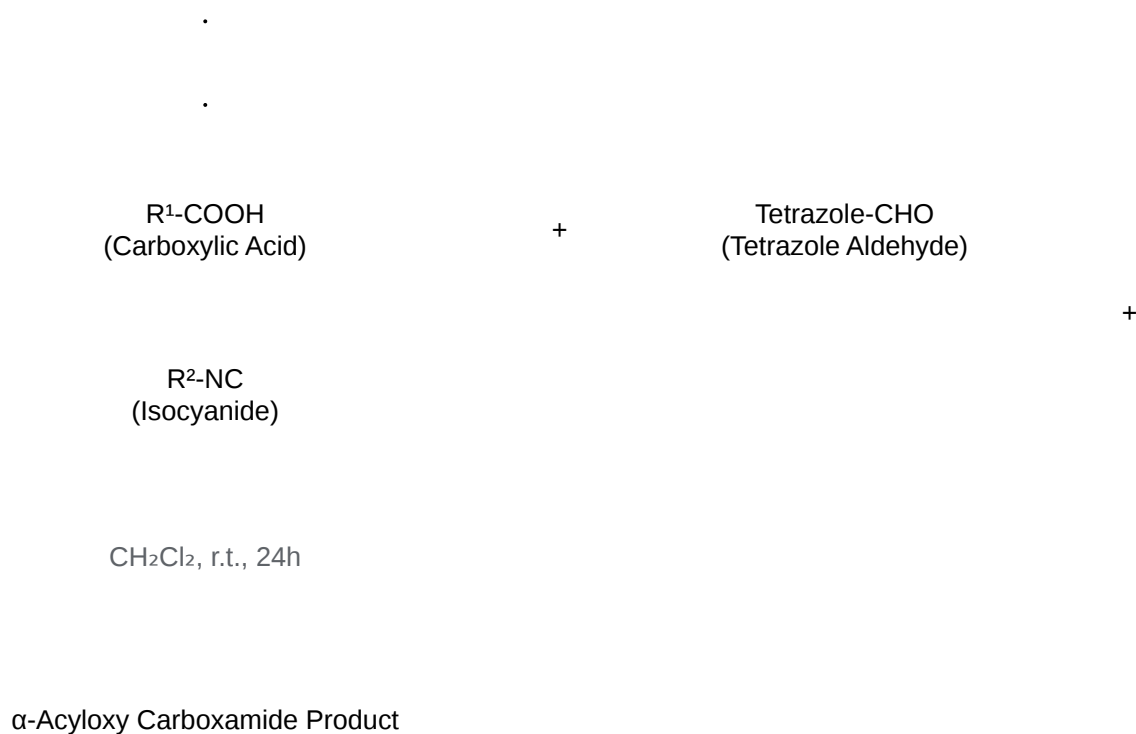 .
.
R¹-COOH
(Carboxylic Acid)
+
Tetrazole-CHO
(Tetrazole Aldehyde)
+
R²-NC
(Isocyanide)
CH₂Cl₂, r.t., 24h
α-Acyloxy Carboxamide Product